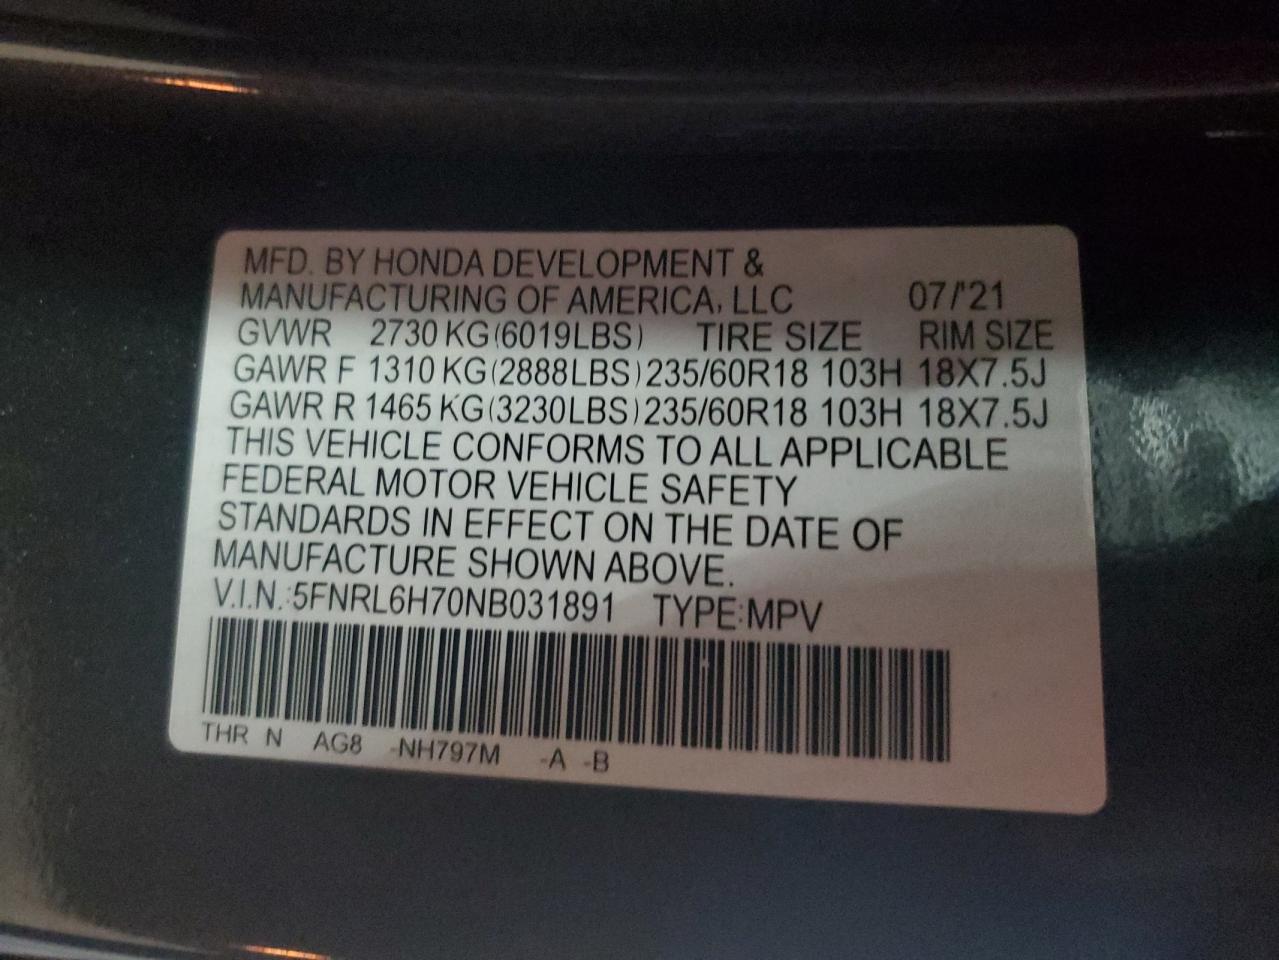 MFD. BY HONDA DEVELOPMENT &
MANUFACTURING OF AMERICA, LLC 07/'21
GVWR 2730 KG(6019LBS) TIRE SIZE RIM SIZE
GAWR F 1310 KG(2888LBS)235/60R18 103H 18X7.5J
GAWR R 1465 KG(3230LBS)235/60R18 103H 18X7.5J
THIS VEHICLE CONFORMS TO ALL APPLICABLE
FEDERAL MOTOR VEHICLE SAFETY
STANDARDS IN EFFECT ON THE DATE OF
MANUFACTURE SHOWN ABOVE.
V.I.N.:5FNRL6H70NB031891 TYPE:MPV
THR N AG8 -NH797M -A -B